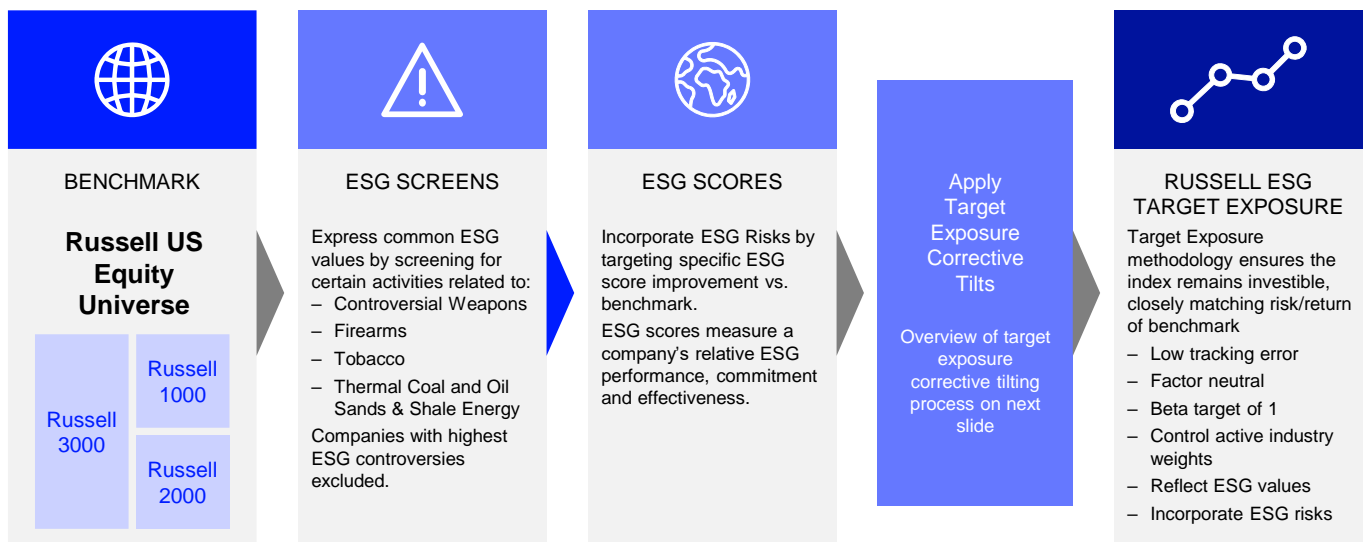 BENCHMARK
Russell US
Equity
Universe
Russell
3000
Russell
1000
Russell
2000
ESG SCREENS
Express common ESG
values by screening for
certain activities related to:
– Controversial Weapons
– Firearms
– Tobacco
– Thermal Coal and Oil
Sands & Shale Energy
Companies with highest
ESG controversies
excluded.
ESG SCORES
Incorporate ESG Risks by
targeting specific ESG
score improvement vs.
benchmark.
ESG scores measure a
company's relative ESG
performance, commitment
and effectiveness.
Apply
Target
Exposure
Corrective
Tilts
Overview of target
exposure
corrective tilting
process on next
slide
RUSSELL ESG
TARGET EXPOSURE
Target Exposure
methodology ensures the
index remains investible,
closely matching risk/return
of benchmark
– Low tracking error
– Factor neutral
– Beta target of 1
– Control active industry
weights
– Reflect ESG values
– Incorporate ESG risks